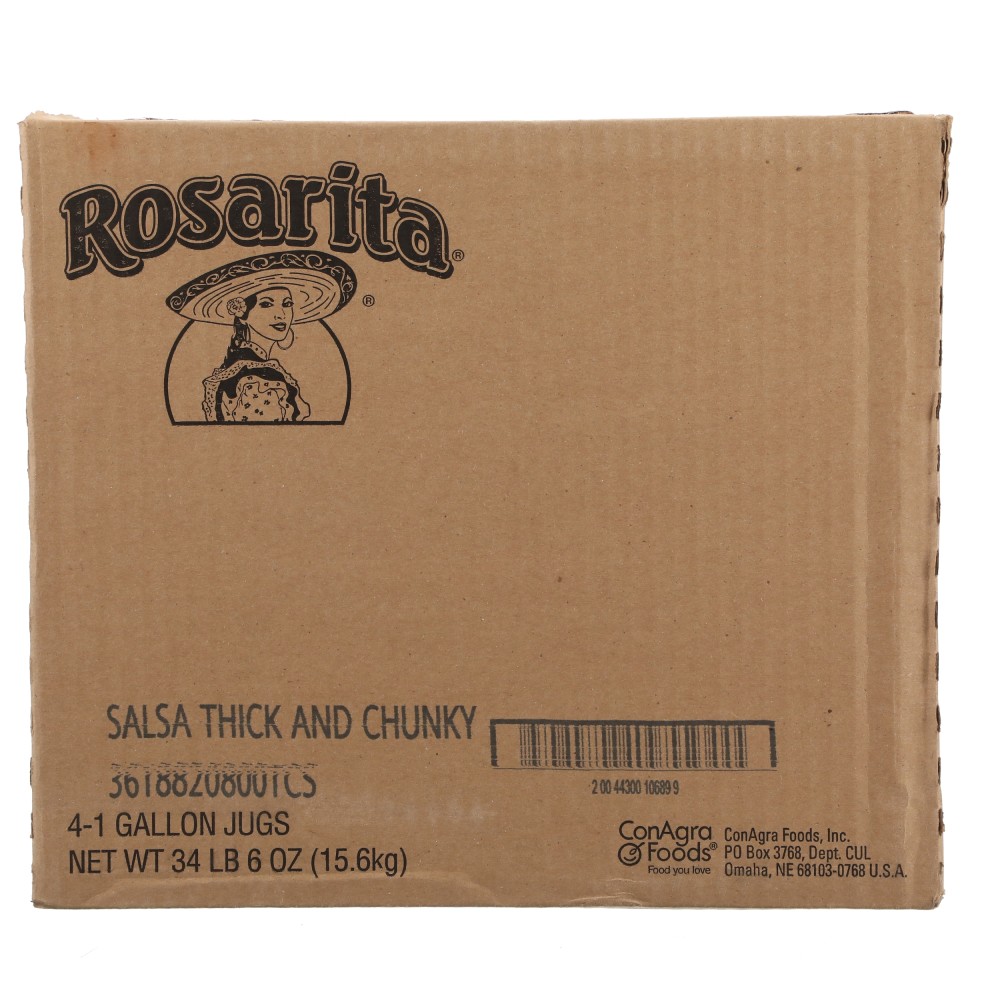 Rosarita®
®
SALSA THICK AND CHUNKY
3618820800TCS
4-1 GALLON JUGS
NET WT 34 LB 6 OZ (15.6kg)
2 00 44300 10689 9
ConAgra
Foods®
Food you love
ConAgra Foods, Inc.
PO Box 3768, Dept. CUL
Omaha, NE 68103-0768 U.S.A.